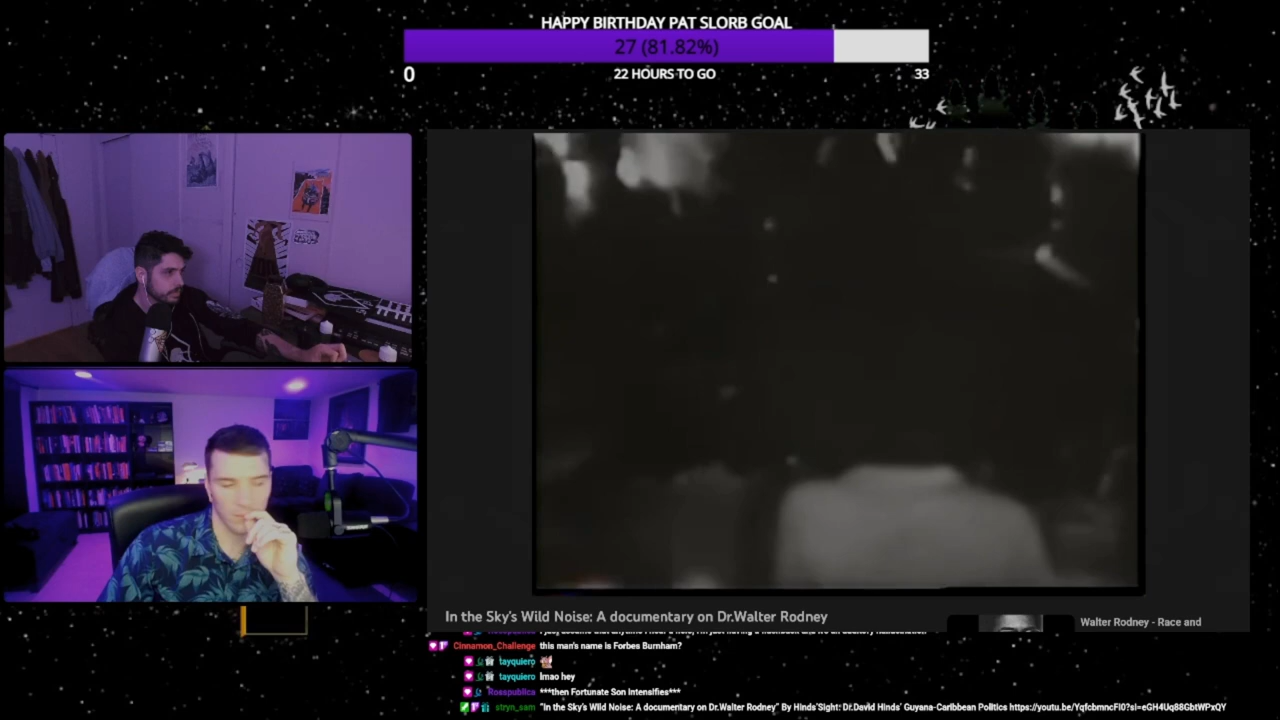 HAPPY BIRTHDAY PAT SLORB GOAL
27 (81.82%)
0
22 HOURS TO GO
33
In the Sky's Wild Noise: A documentary on Dr.Walter Rodney
Walter Rodney - Race and
Cinnamon_Challenge this man's name is Forbes Burnham?
tayquiero
tayquiero lmao hey
Rosspublica ***then Fortunate Son intensifies***
stryn_sam "In the Sky's Wild Noise: A documentary on Dr.Walter Rodney" By Hinds'Sight: Dr.David Hinds' Guyana-Caribbean Politics https://youtu.be/YqfcbmncFI0?si=eGH4Uq88GbtWPxQY